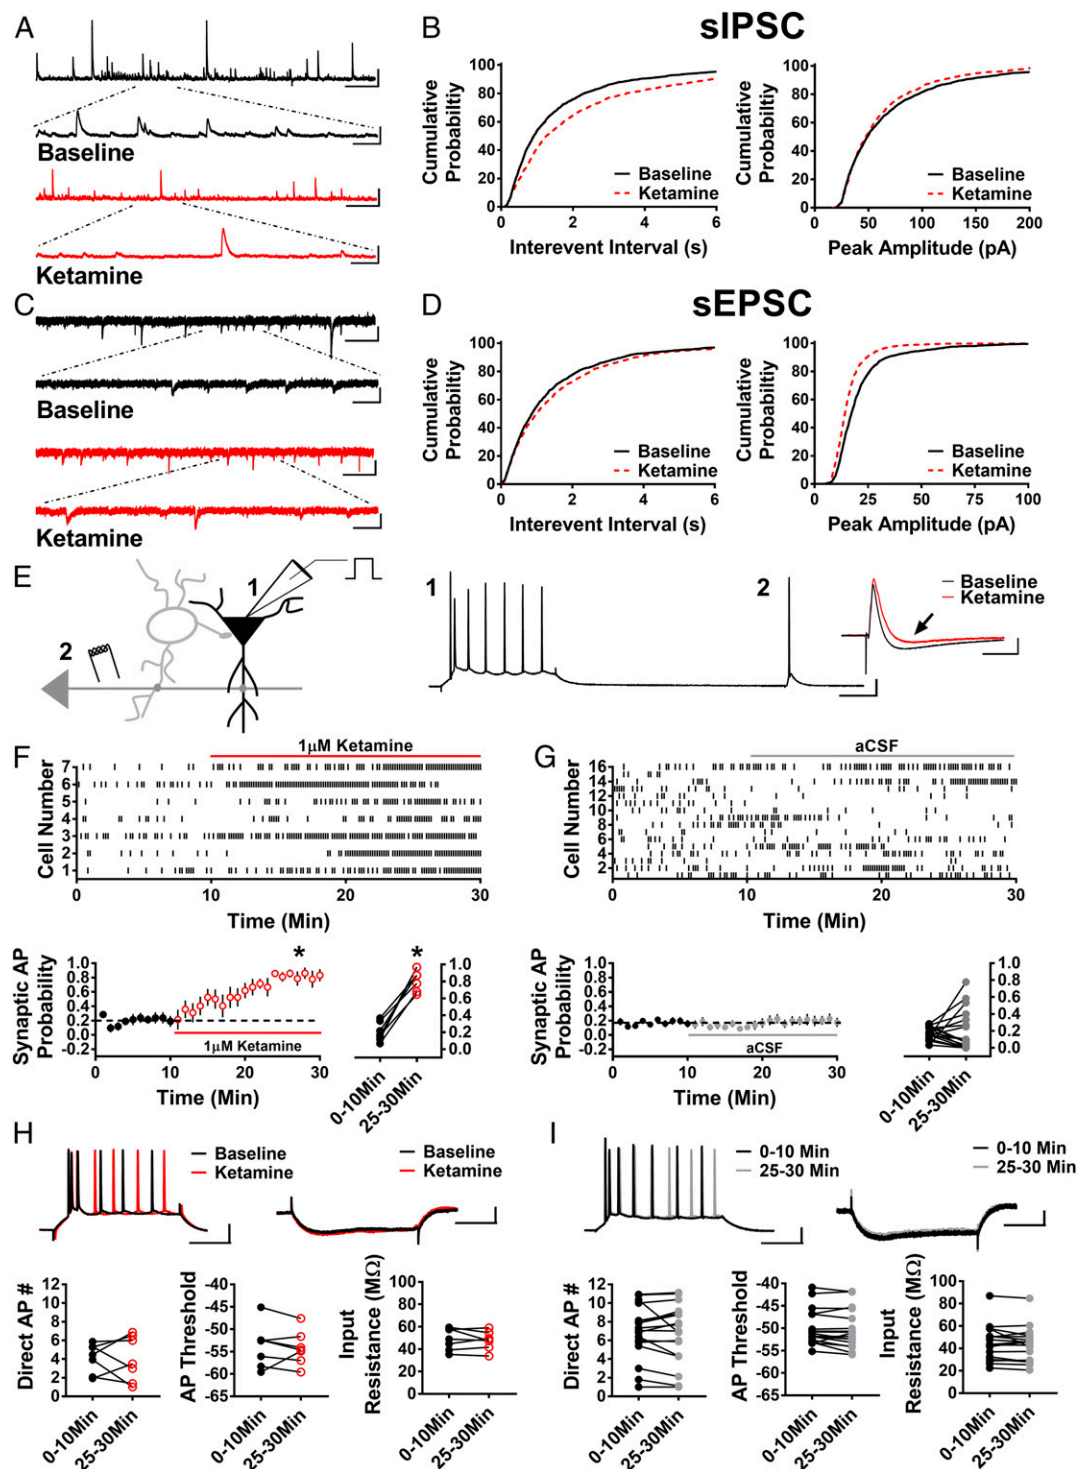 A
Baseline
Ketamine
B
sIPSC
Cumulative
Probabiltiy
100
80
60
40
20
0
Baseline
Ketamine
0 2 4 6
Interevent Interval (s)
Cumulative
Probabiltiy
100
80
60
40
20
0
Baseline
Ketamine
0 50 100 150 200
Peak Amplitude (pA)
C
Baseline
Ketamine
D
sEPSC
Cumulative
Probabiltiy
100
80
60
40
20
0
Baseline
Ketamine
0 2 4 6
Interevent Interval (s)
Cumulative
Probabiltiy
100
80
60
40
20
0
Baseline
Ketamine
0 25 50 75 100
Peak Amplitude (pA)
E
1
2
1
2
Baseline
Ketamine
F
1μM Ketamine
Cell Number
7
6
5
4
3
2
1
0 10 20 30
Time (Min)
Synaptic AP
Probability
1.0
0.8
0.6
0.4
0.2
0.0
-0.2
*
1μM Ketamine
0 10 20 30
Time (Min)
*
1.0
0.8
0.6
0.4
0.2
0.0
0-10Min
25-30Min
G
aCSF
Cell Number
16
14
12
10
8
6
4
2
0 10 20 30
Time (Min)
Synaptic AP
Probability
1.0
0.8
0.6
0.4
0.2
0.0
-0.2
aCSF
0 10 20 30
Time (Min)
1.0
0.8
0.6
0.4
0.2
0.0
0-10Min
25-30Min
H
Baseline
Ketamine
Baseline
Ketamine
Direct AP #
12
10
8
6
4
2
0
0-10Min
25-30Min
AP Threshold
-40
-45
-50
-55
-60
-65
0-10Min
25-30Min
Input
Resistance (MΩ)
100
80
60
40
20
0
0-10Min
25-30Min
I
0-10 Min
25-30 Min
0-10 Min
25-30 Min
Direct AP #
12
10
8
6
4
2
0
0-10Min
25-30Min
AP Threshold
-40
-45
-50
-55
-60
-65
0-10Min
25-30Min
Input
Resistance (MΩ)
100
80
60
40
20
0
0-10Min
25-30Min